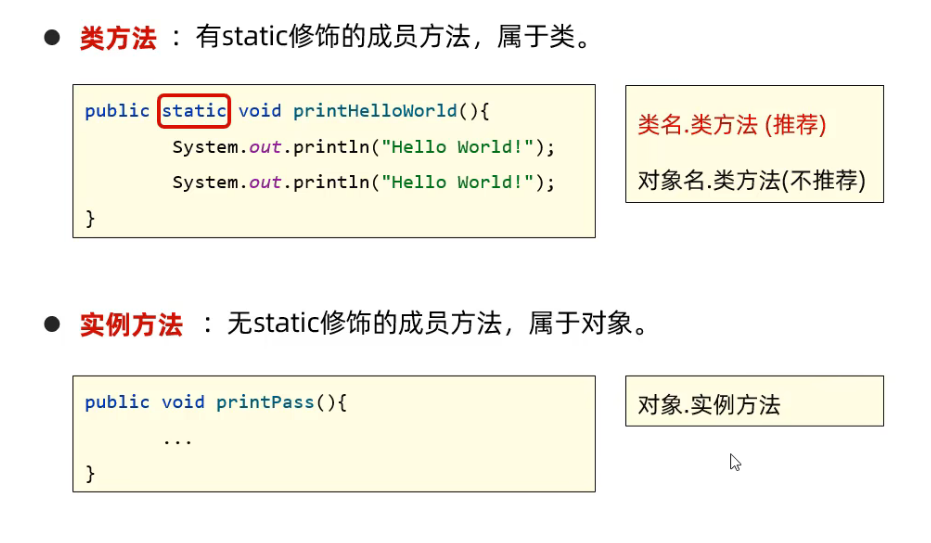 ● 类方法 ：有static修饰的成员方法，属于类。
public static void printHelloWorld(){
System.out.println("Hello World!");
System.out.println("Hello World!");
}
类名.类方法 (推荐)
对象名.类方法(不推荐)
● 实例方法 ：无static修饰的成员方法，属于对象。
public void printPass(){
...
}
对象.实例方法